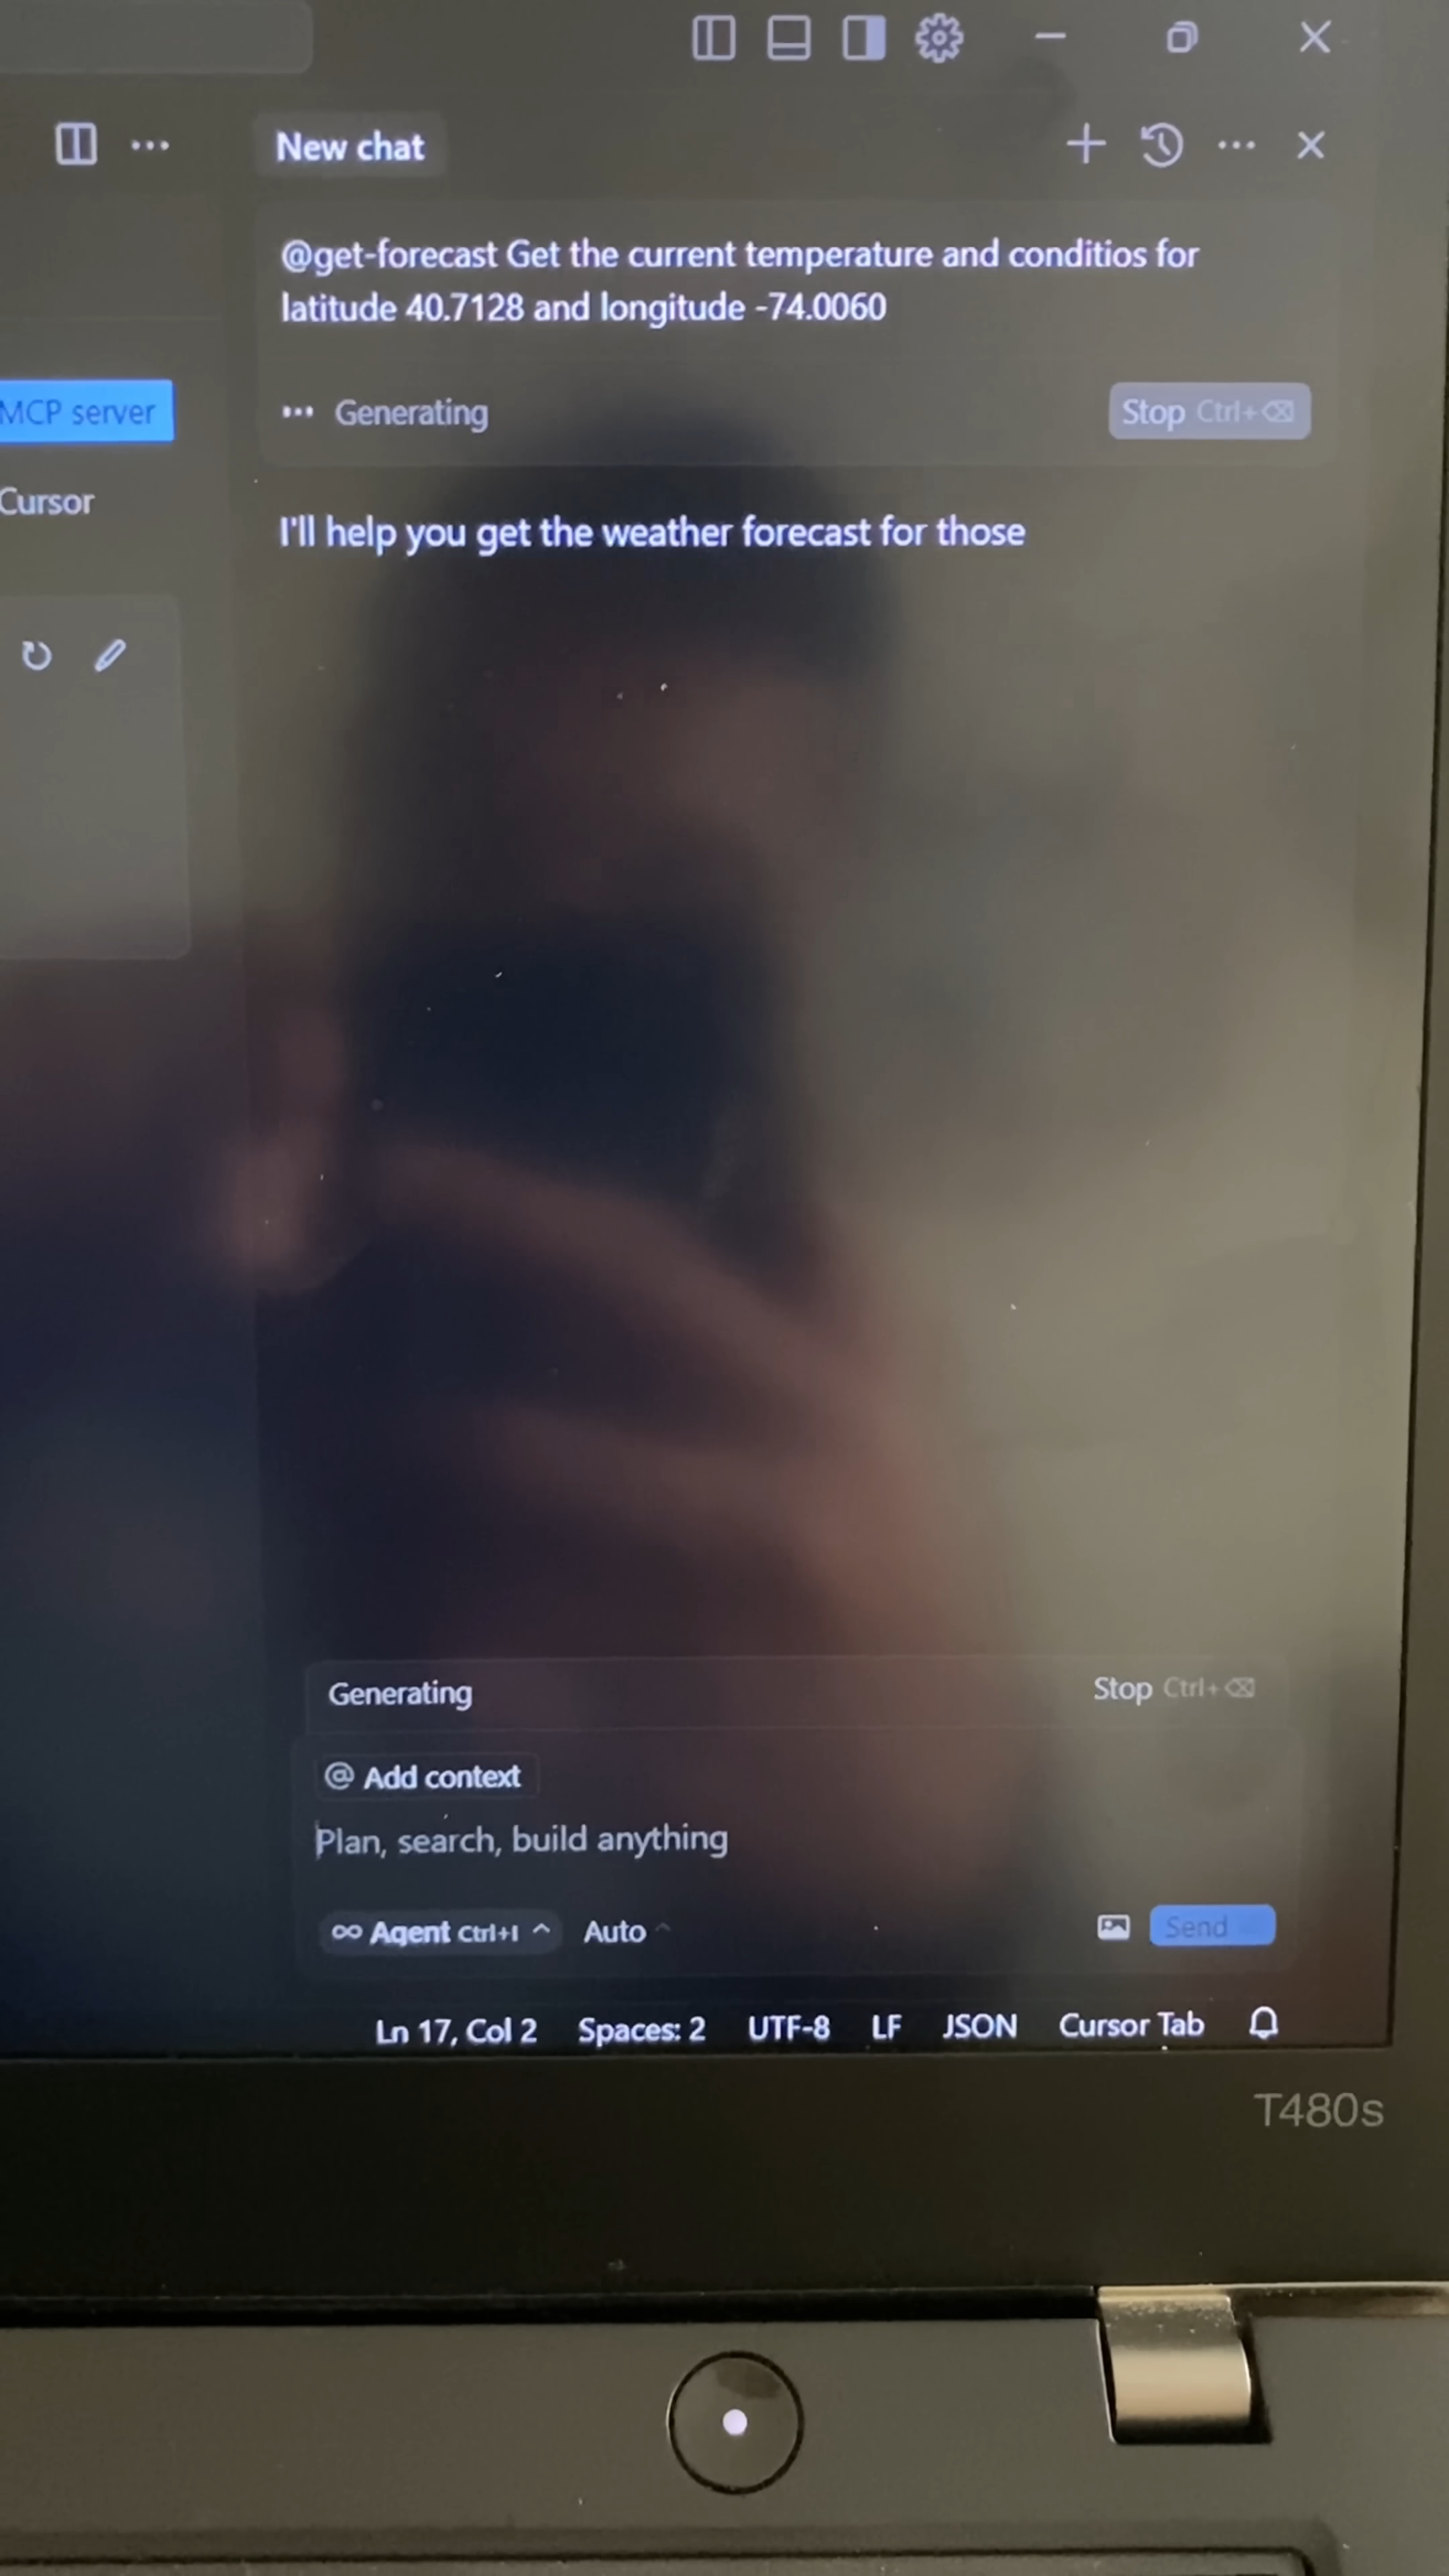 New chat
@get-forecast Get the current temperature and conditios for
latitude 40.7128 and longitude -74.0060
MCP server
Generating
Stop Ctrl+⌫
Cursor
I'll help you get the weather forecast for those
Generating
Stop Ctrl+⌫
@ Add context
Plan, search, build anything
∞ Agent Ctrl+I
Auto
Send
Ln 17, Col 2 Spaces: 2 UTF-8 LF JSON Cursor Tab
T480s